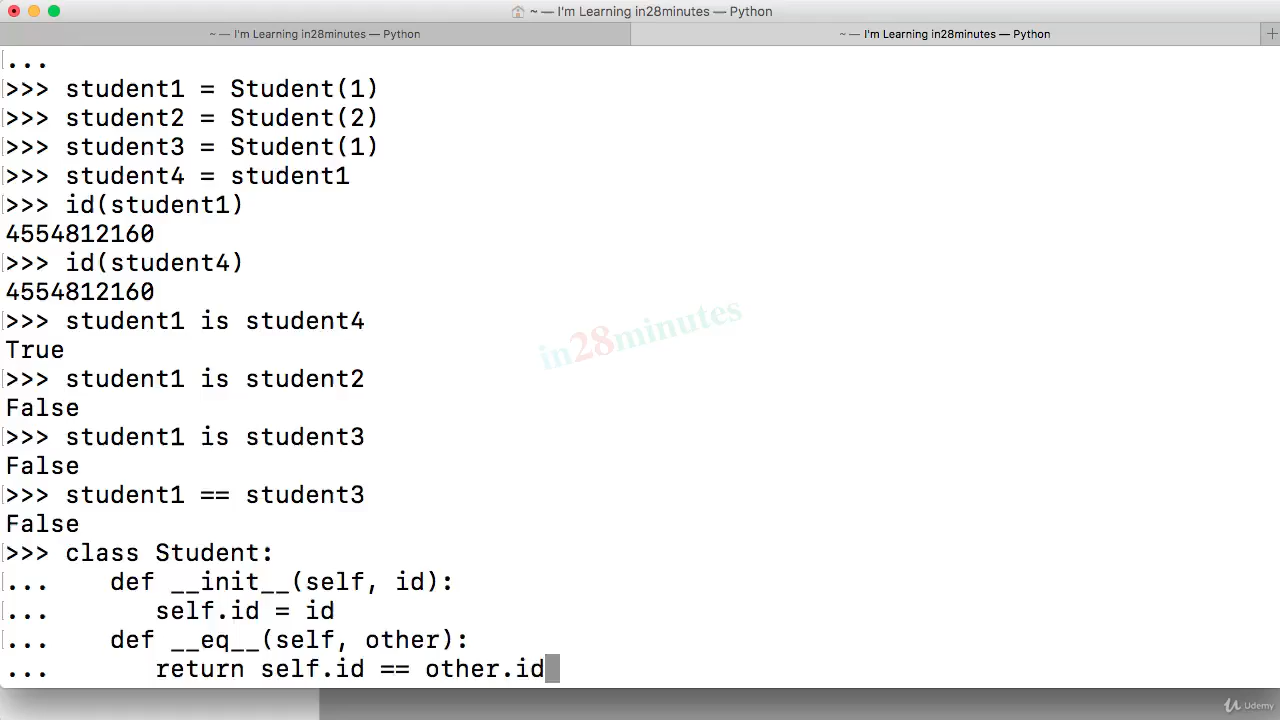 ~ — I'm Learning in28minutes — Python
~ — I'm Learning in28minutes — Python
~ — I'm Learning in28minutes — Python
...
>>> student1 = Student(1)
>>> student2 = Student(2)
>>> student3 = Student(1)
>>> student4 = student1
>>> id(student1)
4554812160
>>> id(student4)
4554812160
>>> student1 is student4
True
>>> student1 is student2
False
>>> student1 is student3
False
>>> student1 == student3
False
>>> class Student:
...    def __init__(self, id):
...       self.id = id
...    def __eq__(self, other):
...       return self.id == other.id
in28minutes
Udemy